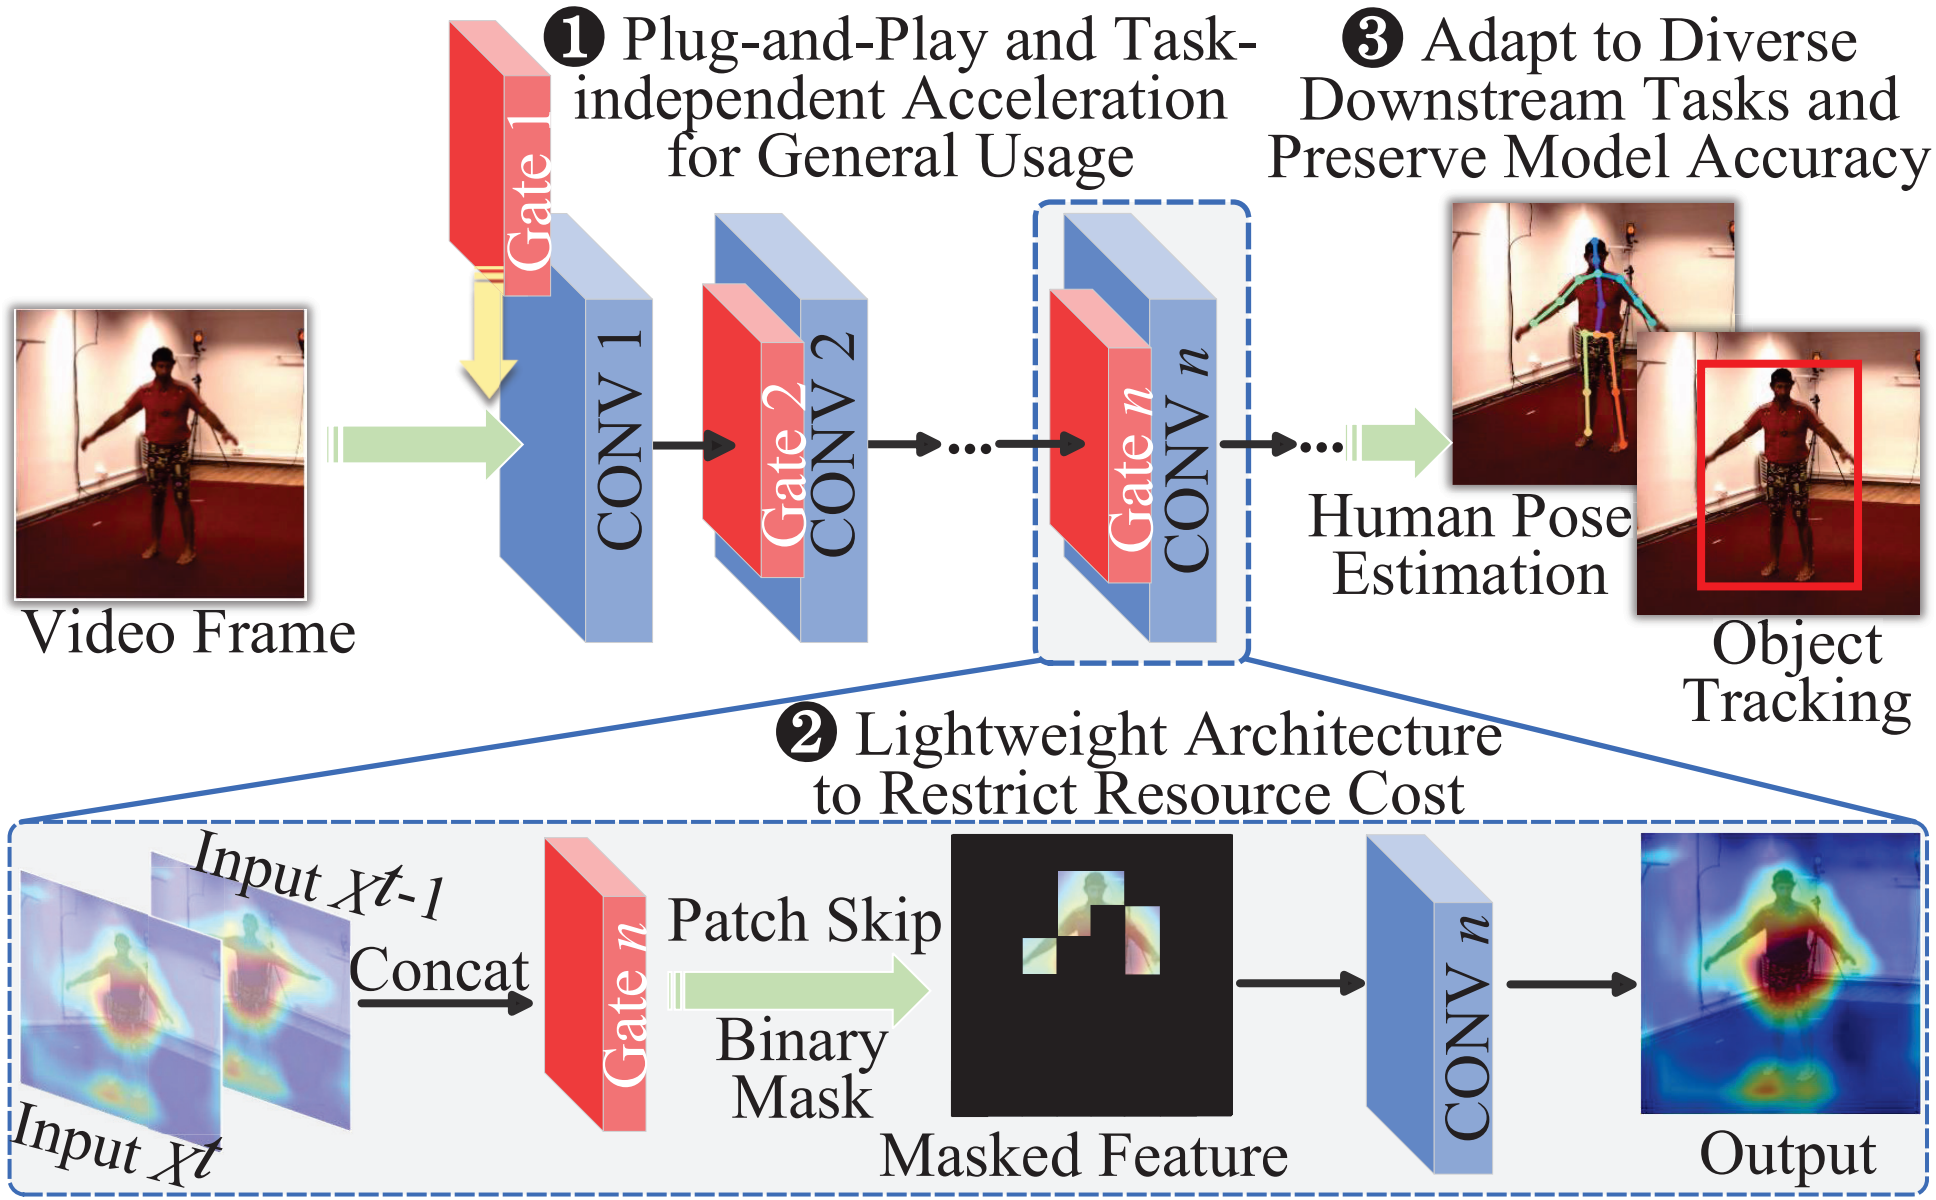 ❶ Plug-and-Play and Task-
independent Acceleration
for General Usage
❸ Adapt to Diverse
Downstream Tasks and
Preserve Model Accuracy
Gate 1
CONV 1
Gate 2
CONV 2
....
Gate n
CONV n
....
Video Frame
Human Pose
Estimation
Object
Tracking
❷ Lightweight Architecture
to Restrict Resource Cost
Input Xt-1
Input Xt
Concat
Gate n
Patch Skip
Binary
Mask
Masked Feature
CONV n
Output